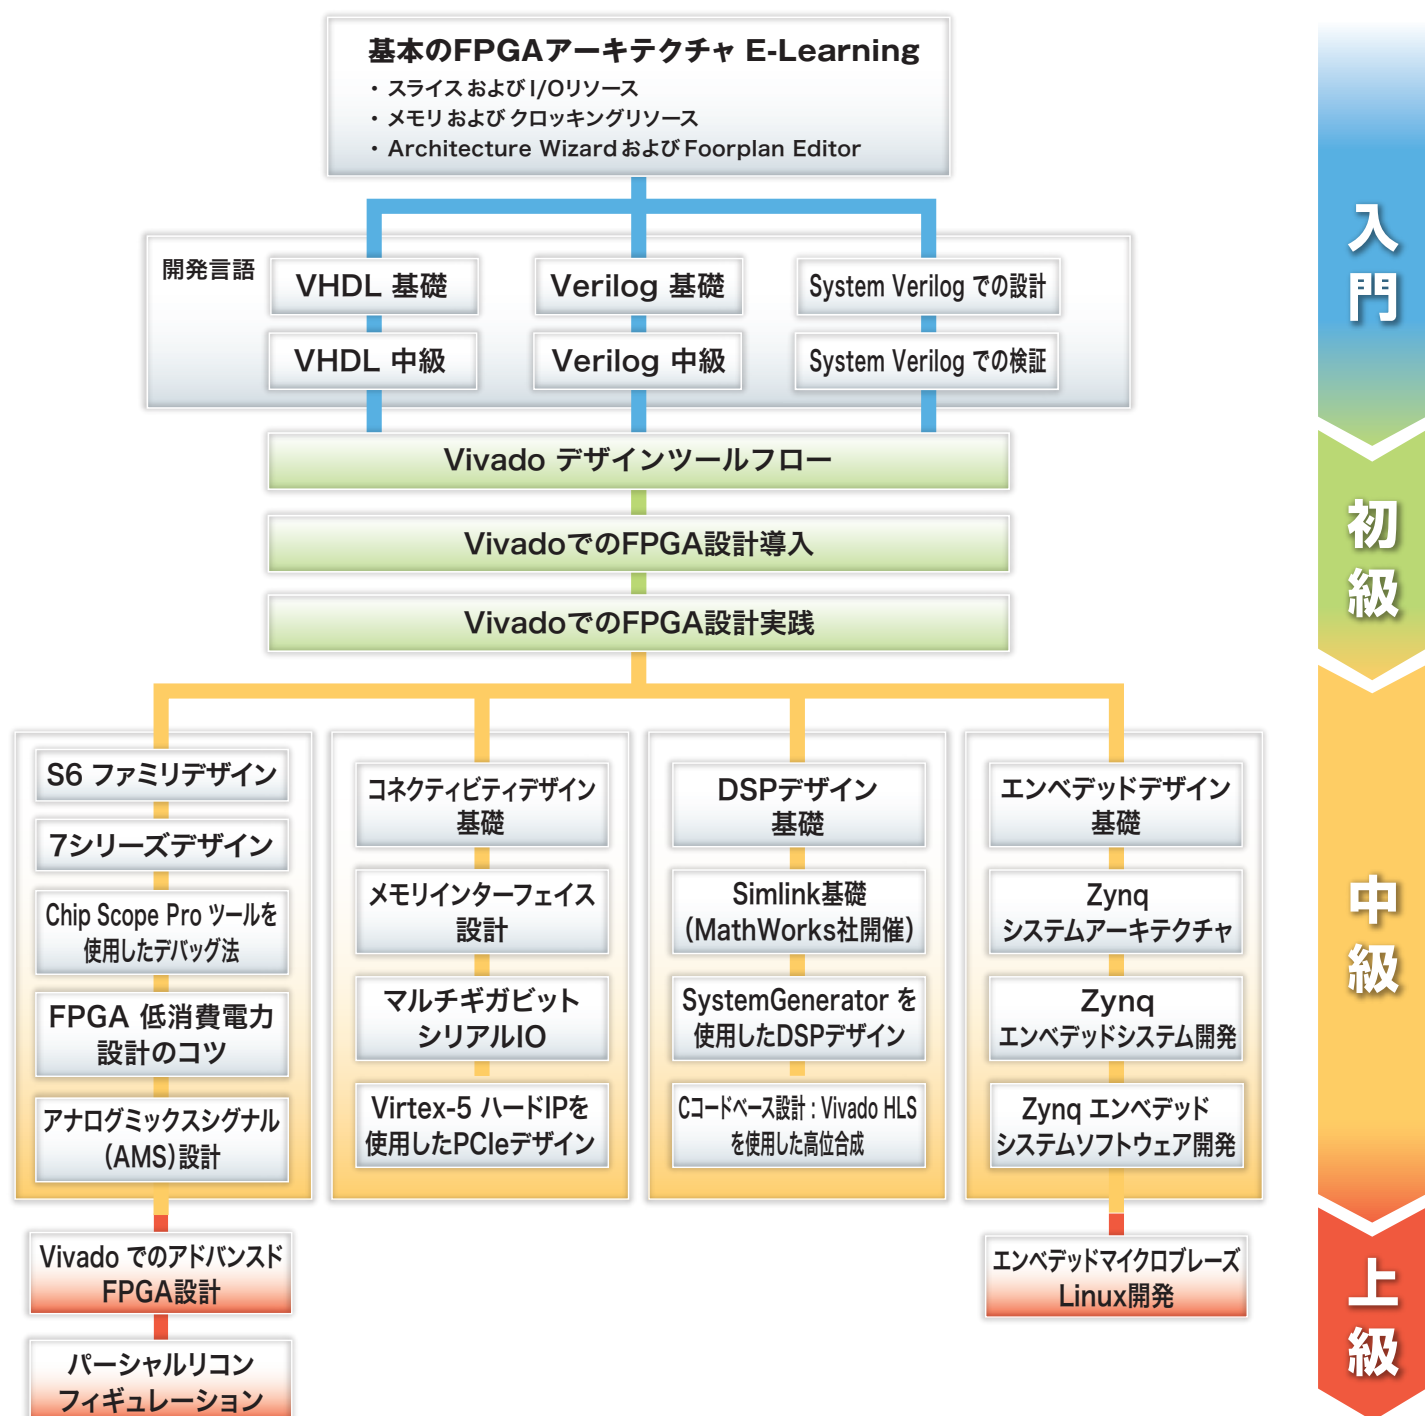 基本のFPGAアーキテクチャ E-Learning
・スライス および I/Oリソース
・メモリ および クロッキングリソース
・Architecture Wizard および Foorplan Editor
開発言語
VHDL 基礎
Verilog 基礎
System Verilog での設計
VHDL 中級
Verilog 中級
System Verilog での検証
Vivado デザインツールフロー
VivadoでのFPGA設計導入
VivadoでのFPGA設計実践
S6 ファミリデザイン
7シリーズデザイン
Chip Scope Pro ツールを
使用したデバッグ法
FPGA 低消費電力
設計のコツ
アナログミックスシグナル
(AMS)設計
Vivado でのアドバンスド
FPGA設計
パーシャルリコン
フィギュレーション
コネクティビティデザイン
基礎
メモリインターフェイス
設計
マルチギガビット
シリアルIO
Virtex-5 ハードIPを
使用したPCIeデザイン
DSPデザイン
基礎
Simlink基礎
(MathWorks社開催)
SystemGenerator を
使用したDSPデザイン
Cコードベース設計 : Vivado HLS
を使用した高位合成
エンベデッドデザイン
基礎
Zynq
システムアーキテクチャ
Zynq
エンベデッドシステム開発
Zynq エンベデッド
システムソフトウェア開発
エンベデッドマイクロブレーズ
Linux開発
入門
初級
中級
上級